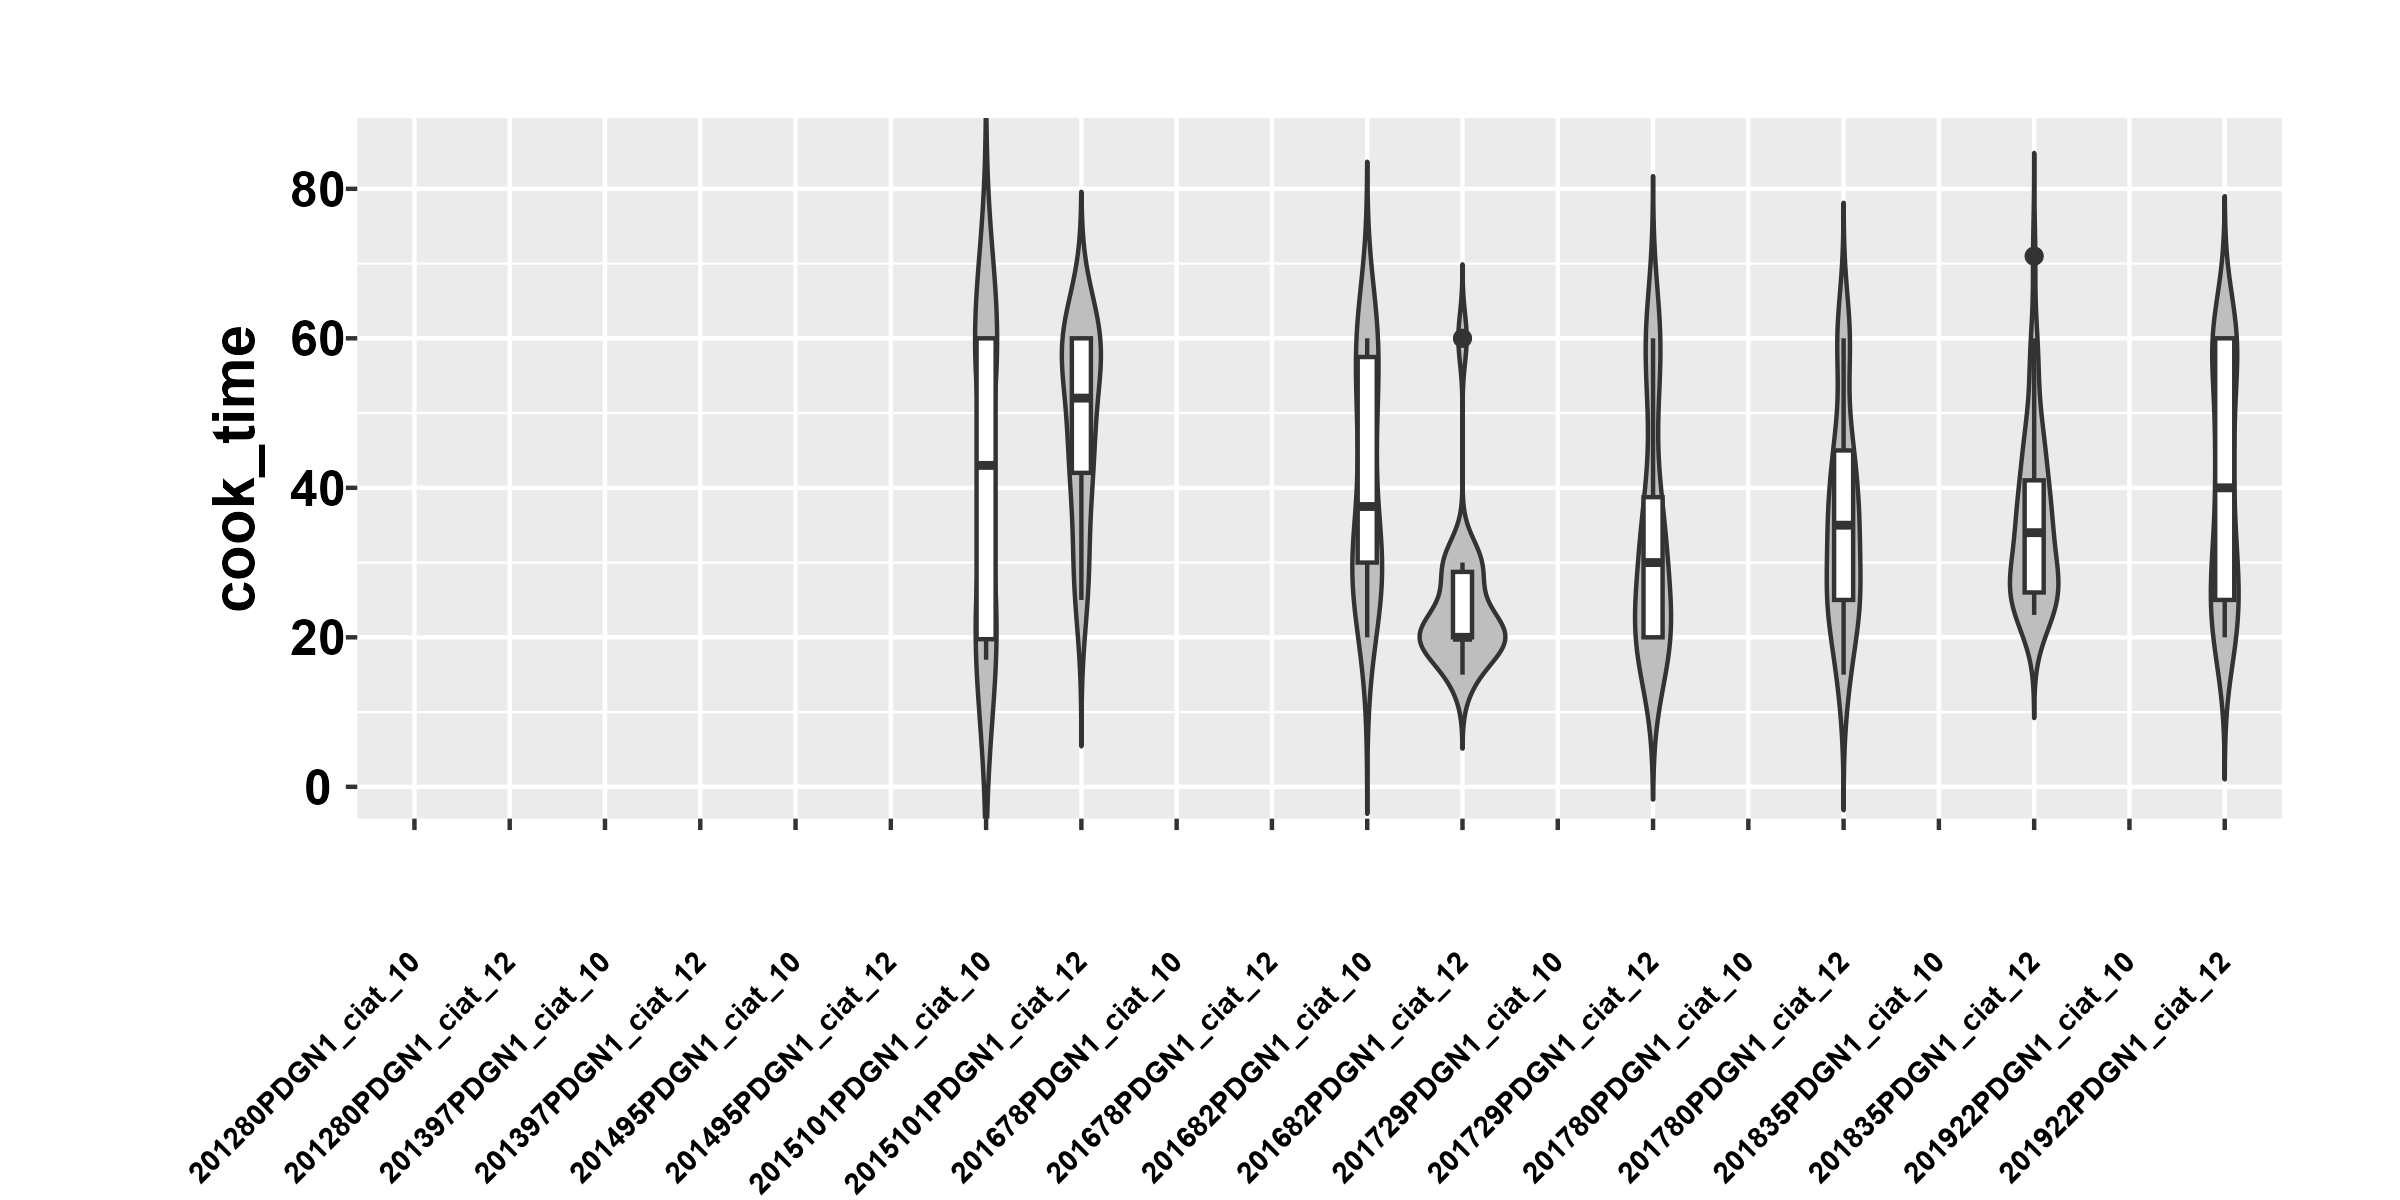 cook_time
80
60
40
20
0
201280PDGN1_ciat_10
201280PDGN1_ciat_12
201397PDGN1_ciat_10
201397PDGN1_ciat_12
201495PDGN1_ciat_10
201495PDGN1_ciat_12
2015101PDGN1_ciat_10
2015101PDGN1_ciat_12
201678PDGN1_ciat_10
201678PDGN1_ciat_12
201682PDGN1_ciat_10
201682PDGN1_ciat_12
201729PDGN1_ciat_10
201729PDGN1_ciat_12
201780PDGN1_ciat_10
201780PDGN1_ciat_12
201835PDGN1_ciat_10
201835PDGN1_ciat_12
201922PDGN1_ciat_10
201922PDGN1_ciat_12